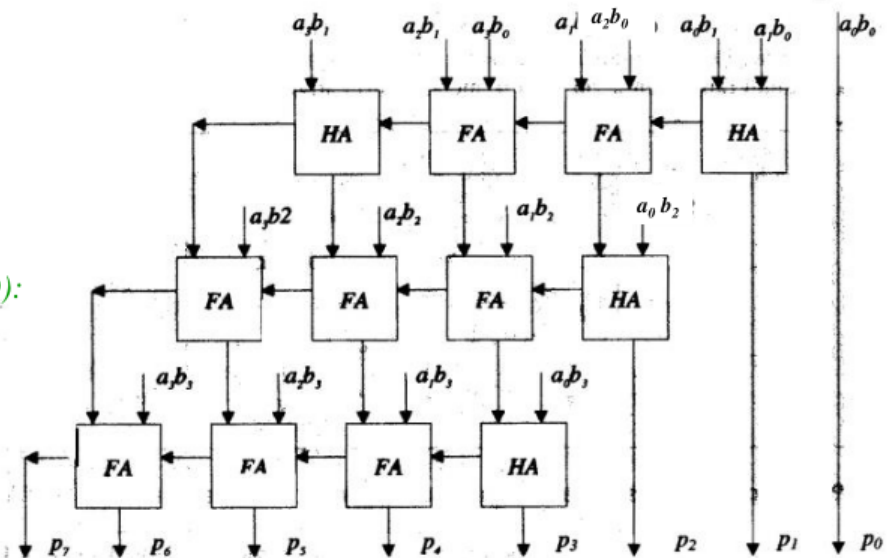 a₃b₁ a₂b₁ a₃b₀ a₁ a₂b₀ a₀b₁ a₁b₀ a₀b₀
HA FA FA HA
a₃b2 a₂b₂ a₁b₂ a₀ b₂
):
FA FA FA HA
a₃b₃ a₂b₃ a₁b₃ a₀b₃
FA FA FA HA
p₇ p₆ p₅ p₄ p₃ p₂ p₁ p₀